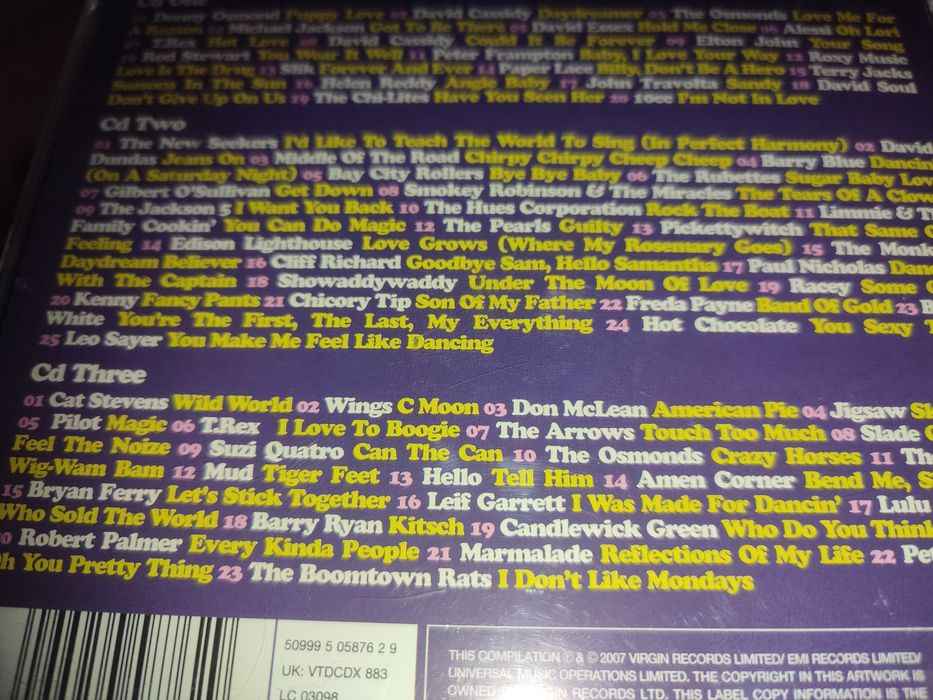 Cd One
01 Donny Osmond Puppy Love 02 David Cassidy Daydreamer 03 The Osmonds Love Me For
A Reason 04 Michael Jackson Got To Be There 05 David Essex Hold Me Close 06 Alessi Oh Lori
07 T.Rex Hot Love 08 David Cassidy Could It Be Forever 09 Elton John Your Song
10 Rod Stewart You Wear It Well 11 Peter Frampton Baby, I Love Your Way 12 Roxy Music
Love Is The Drug 13 Slik Forever And Ever 14 Paper Lace Billy, Don't Be A Hero 15 Terry Jacks
Seasons In The Sun 16 Helen Reddy Angie Baby 17 John Travolta Sandy 18 David Soul
Don't Give Up On Us 19 The Chi-Lites Have You Seen Her 20 10cc I'm Not In Love
Cd Two
01 The New Seekers I'd Like To Teach The World To Sing (In Perfect Harmony) 02 David
Dundas Jeans On 03 Middle Of The Road Chirpy Chirpy Cheep Cheep 04 Barry Blue Dancin
(On A Saturday Night) 05 Bay City Rollers Bye Bye Baby 06 The Rubettes Sugar Baby Lov
07 Gilbert O'Sullivan Get Down 08 Smokey Robinson & The Miracles The Tears Of A Clow
09 The Jackson 5 I Want You Back 10 The Hues Corporation Rock The Boat 11 Limmie & T
Family Cookin' You Can Do Magic 12 The Pearls Guilty 13 Pickettywitch That Same O
Feeling 14 Edison Lighthouse Love Grows (Where My Rosemary Goes) 15 The Monk
Daydream Believer 16 Cliff Richard Goodbye Sam, Hello Samantha 17 Paul Nicholas Danc
With The Captain 18 Showaddywaddy Under The Moon Of Love 19 Racey Some G
20 Kenny Fancy Pants 21 Chicory Tip Son Of My Father 22 Freda Payne Band Of Gold 23 B
White You're The First, The Last, My Everything 24 Hot Chocolate You Sexy T
25 Leo Sayer You Make Me Feel Like Dancing
Cd Three
01 Cat Stevens Wild World 02 Wings C Moon 03 Don McLean American Pie 04 Jigsaw Sk
05 Pilot Magic 06 T.Rex I Love To Boogie 07 The Arrows Touch Too Much 08 Slade C
Feel The Noize 09 Suzi Quatro Can The Can 10 The Osmonds Crazy Horses 11 The
Wig-Wam Bam 12 Mud Tiger Feet 13 Hello Tell Him 14 Amen Corner Bend Me, S
15 Bryan Ferry Let's Stick Together 16 Leif Garrett I Was Made For Dancin' 17 Lulu
Who Sold The World 18 Barry Ryan Kitsch 19 Candlewick Green Who Do You Think
20 Robert Palmer Every Kinda People 21 Marmalade Reflections Of My Life 22 Pet
h You Pretty Thing 23 The Boomtown Rats I Don't Like Mondays
50999 5 05876 2 9
UK: VTDCDX 883
LC 03098
THIS COMPILATION ℗ & © 2007 VIRGIN RECORDS LIMITED/ EMI RECORDS LIMITED/
UNIVERSAL MUSIC OPERATIONS LIMITED. THE COPYRIGHT IN THIS ARTWORK IS
OWNED RECORDS LTD. THIS LABEL COPY INFORMATION IS THE